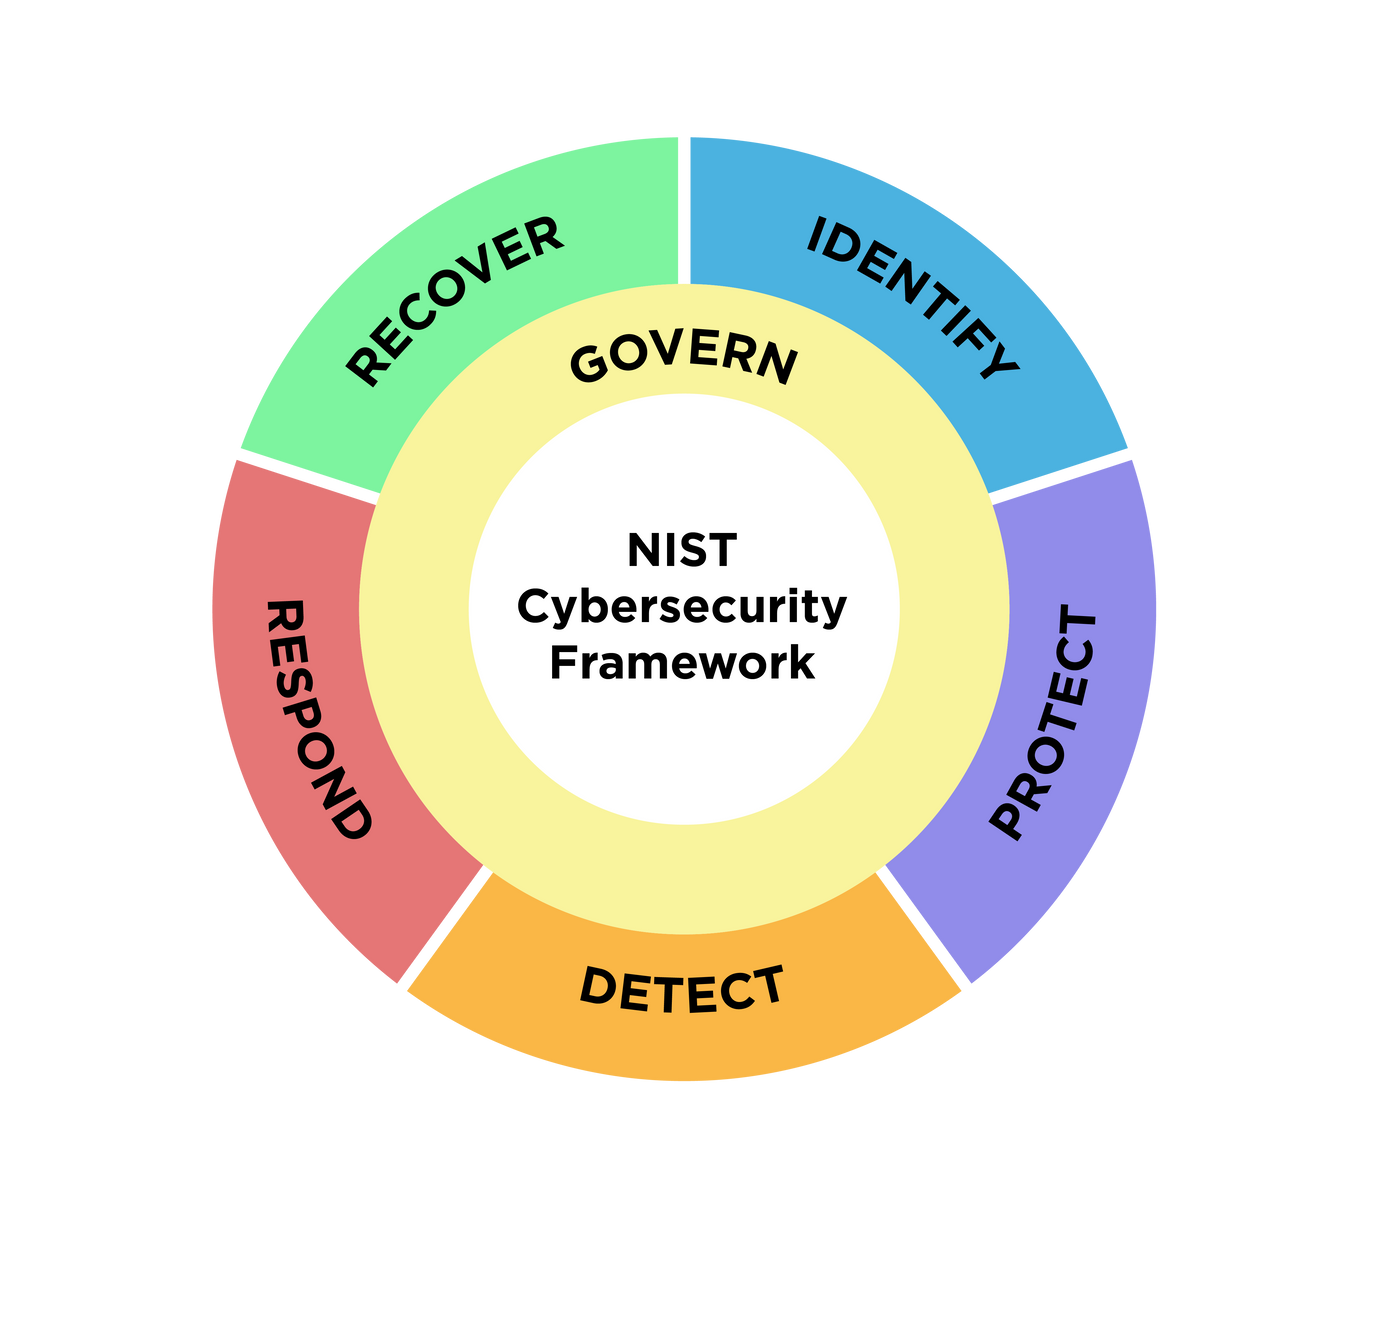 RECOVER
IDENTIFY
GOVERN
NIST
Cybersecurity
Framework
RESPOND
PROTECT
DETECT